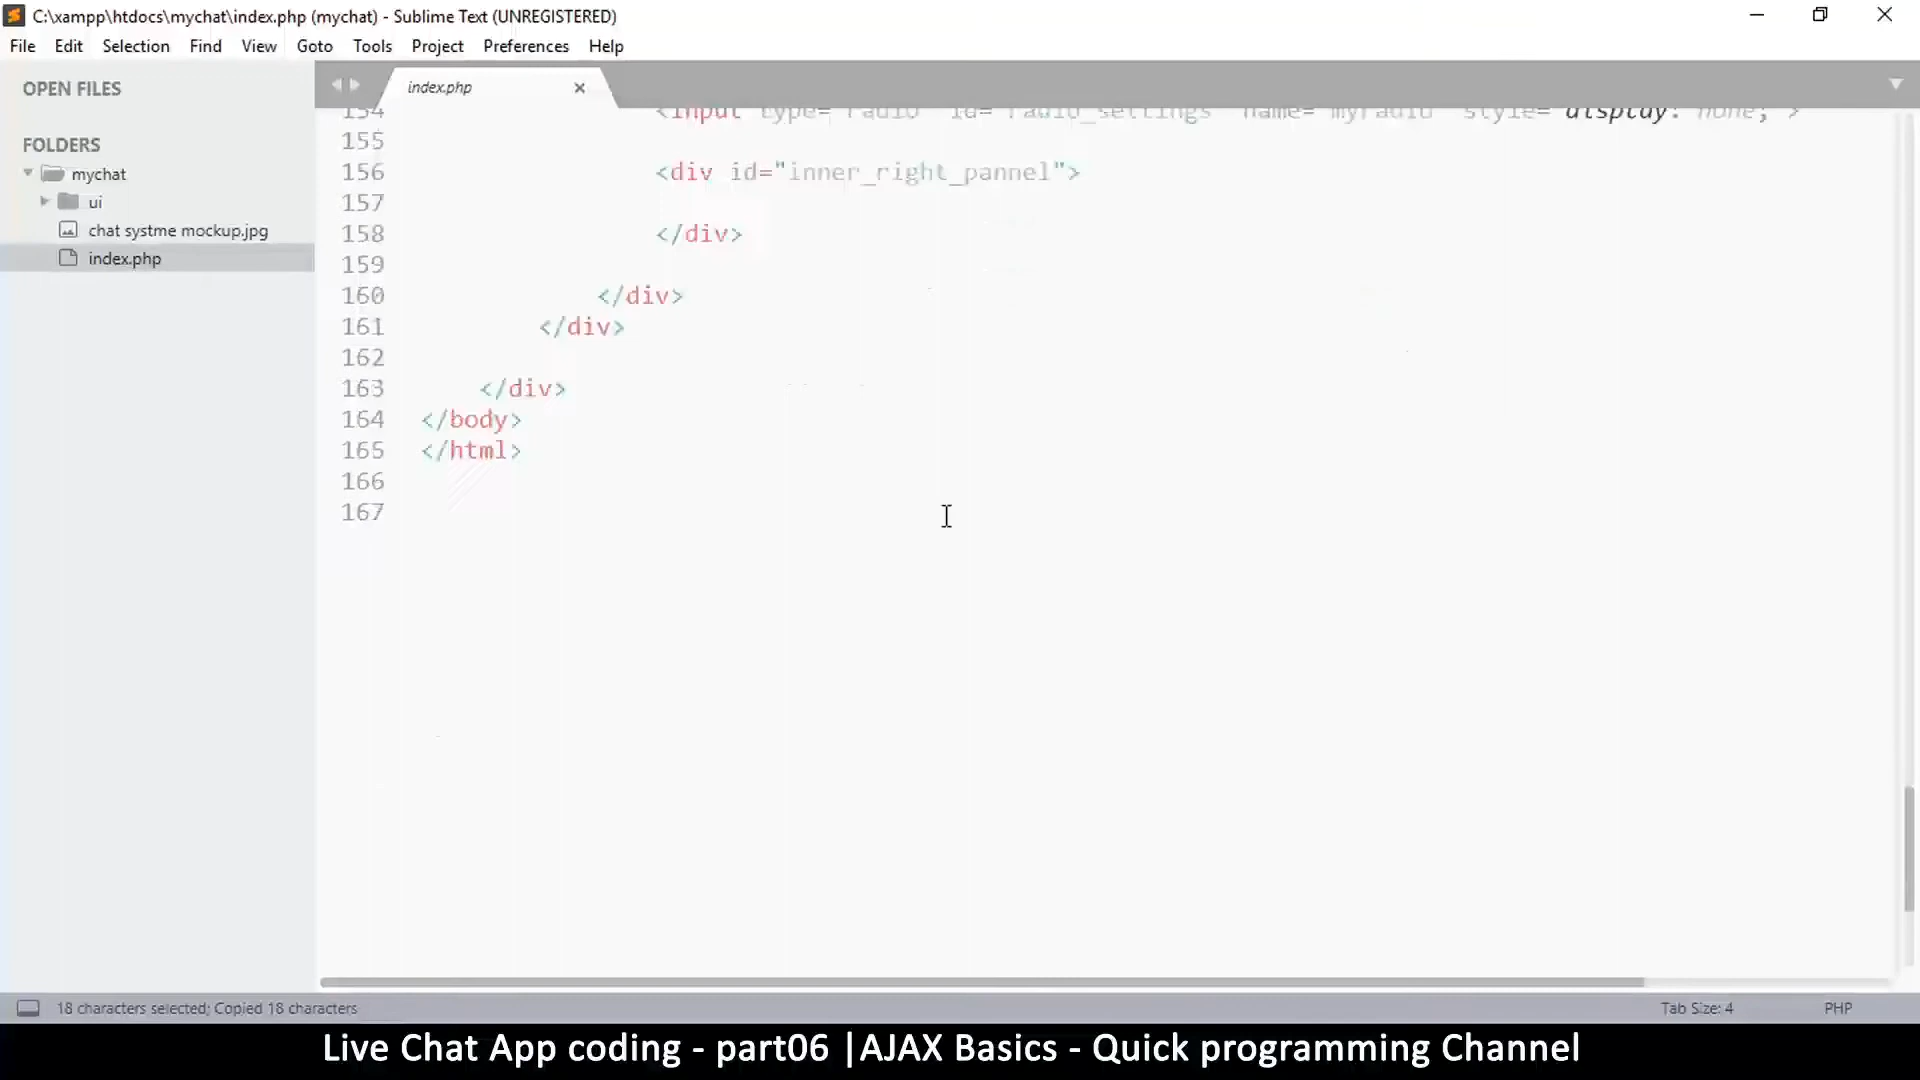 C:\xampp\htdocs\mychat\index.php (mychat) - Sublime Text (UNREGISTERED)
File Edit Selection Find View Goto Tools Project Preferences Help
OPEN FILES
index.php
FOLDERS
mychat
ui
chat systme mockup.jpg
index.php
154 <input type="radio" id="radio_settings" name="myradio" style="display: none;">
155
156 <div id="inner_right_pannel">
157
158 </div>
159
160 </div>
161 </div>
162
163 </div>
164 </body>
165 </html>
166
167
18 characters selected; Copied 18 characters
Tab Size: 4
PHP
Live Chat App coding - part06 |AJAX Basics - Quick programming Channel